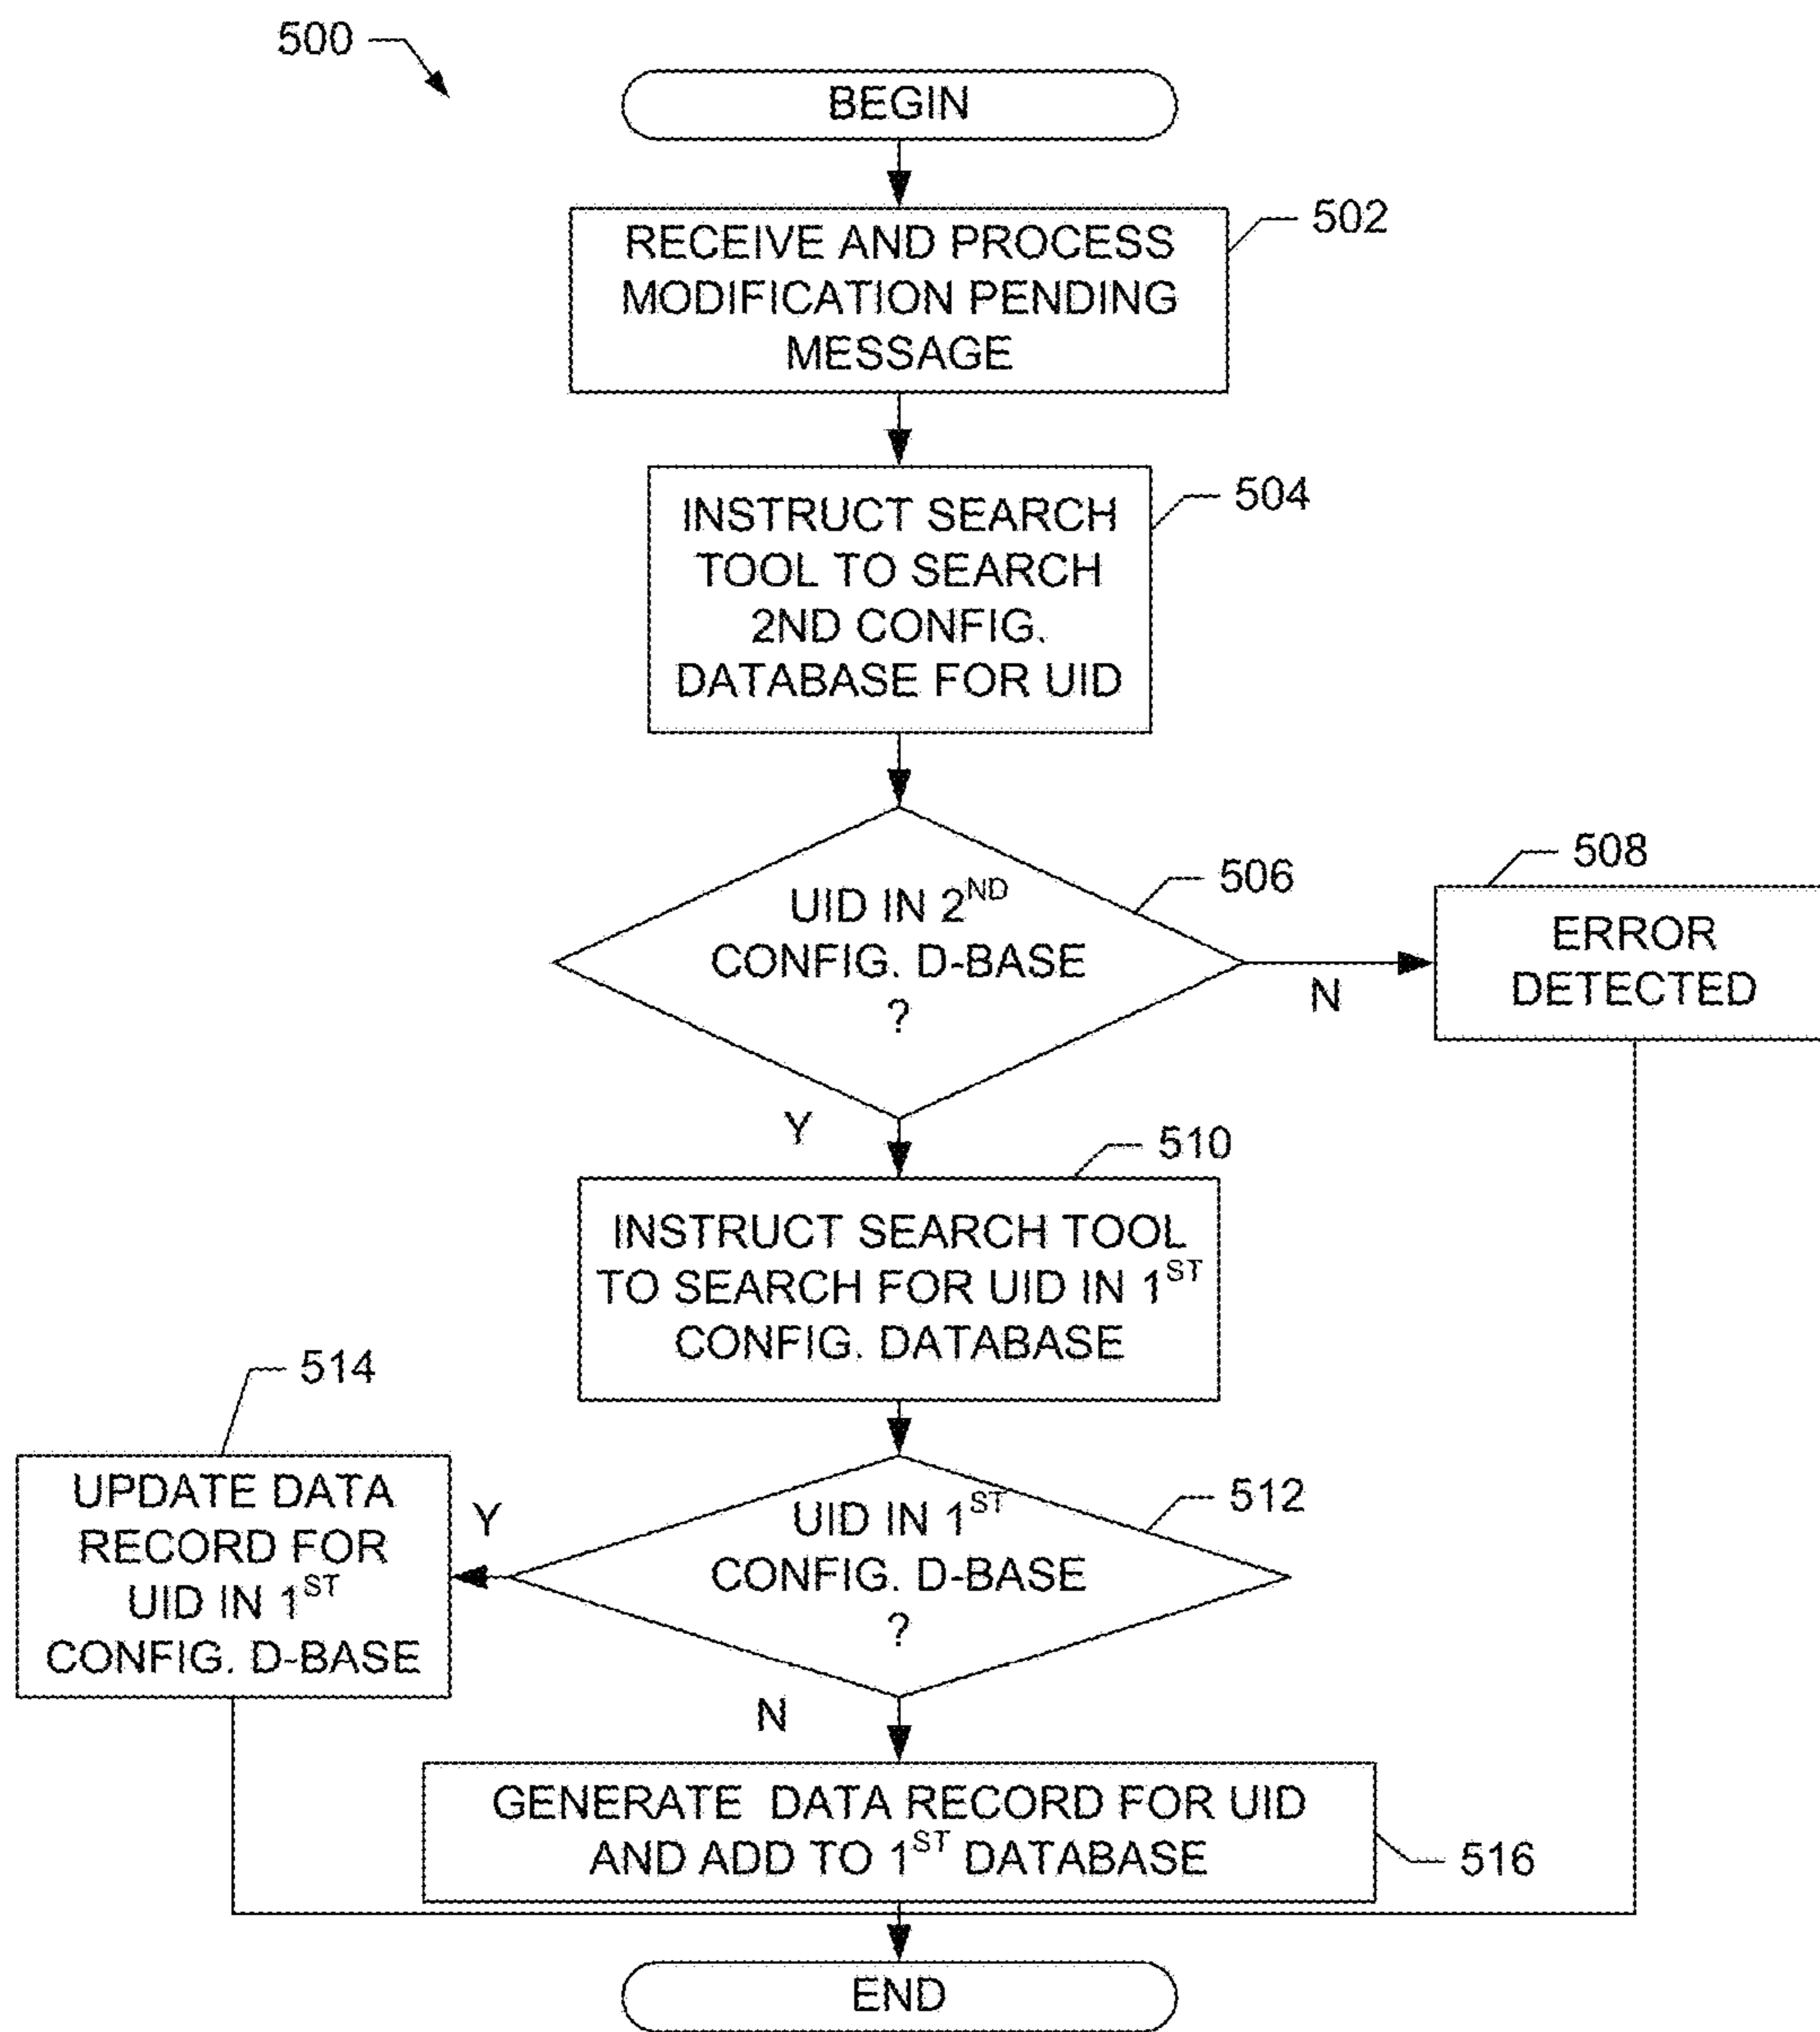 500
BEGIN
502
RECEIVE AND PROCESS
MODIFICATION PENDING
MESSAGE
504
INSTRUCT SEARCH
TOOL TO SEARCH
2ND CONFIG.
DATABASE FOR UID
506
UID IN 2ND
CONFIG. D-BASE
?
N
508
ERROR
DETECTED
Y
510
INSTRUCT SEARCH TOOL
TO SEARCH FOR UID IN 1ST
CONFIG. DATABASE
512
UID IN 1ST
CONFIG. D-BASE
?
Y
514
UPDATE DATA
RECORD FOR
UID IN 1ST
CONFIG. D-BASE
N
GENERATE DATA RECORD FOR UID
AND ADD TO 1ST DATABASE
516
END